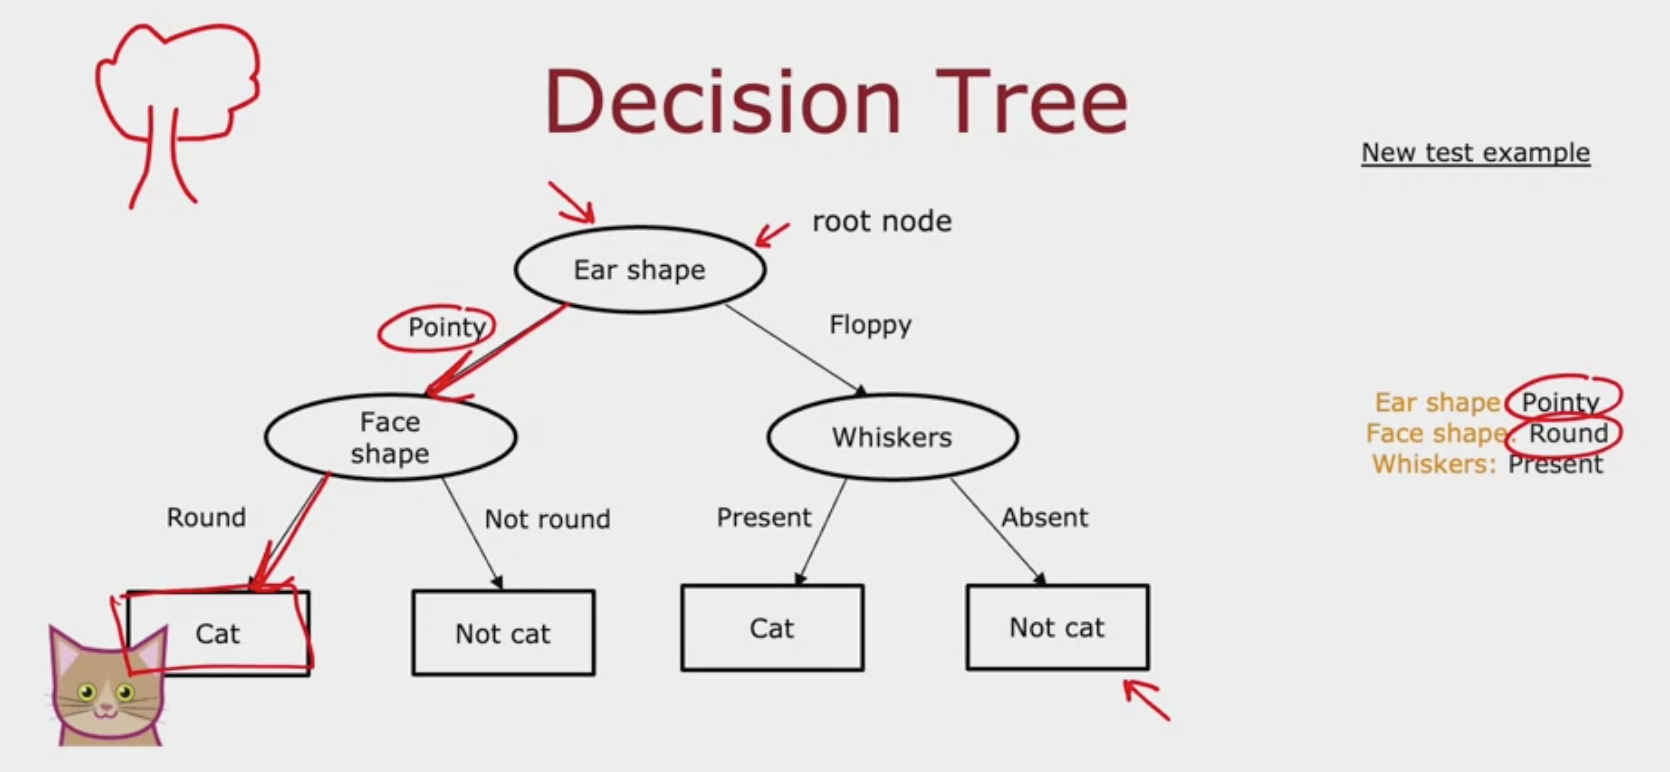 Decision Tree
New test example
root node
Ear shape
Pointy
Floppy
Ear shape: Pointy
Face shape: Round
Whiskers: Present
Face
shape
Whiskers
Round
Not round
Present
Absent
Cat
Not cat
Cat
Not cat